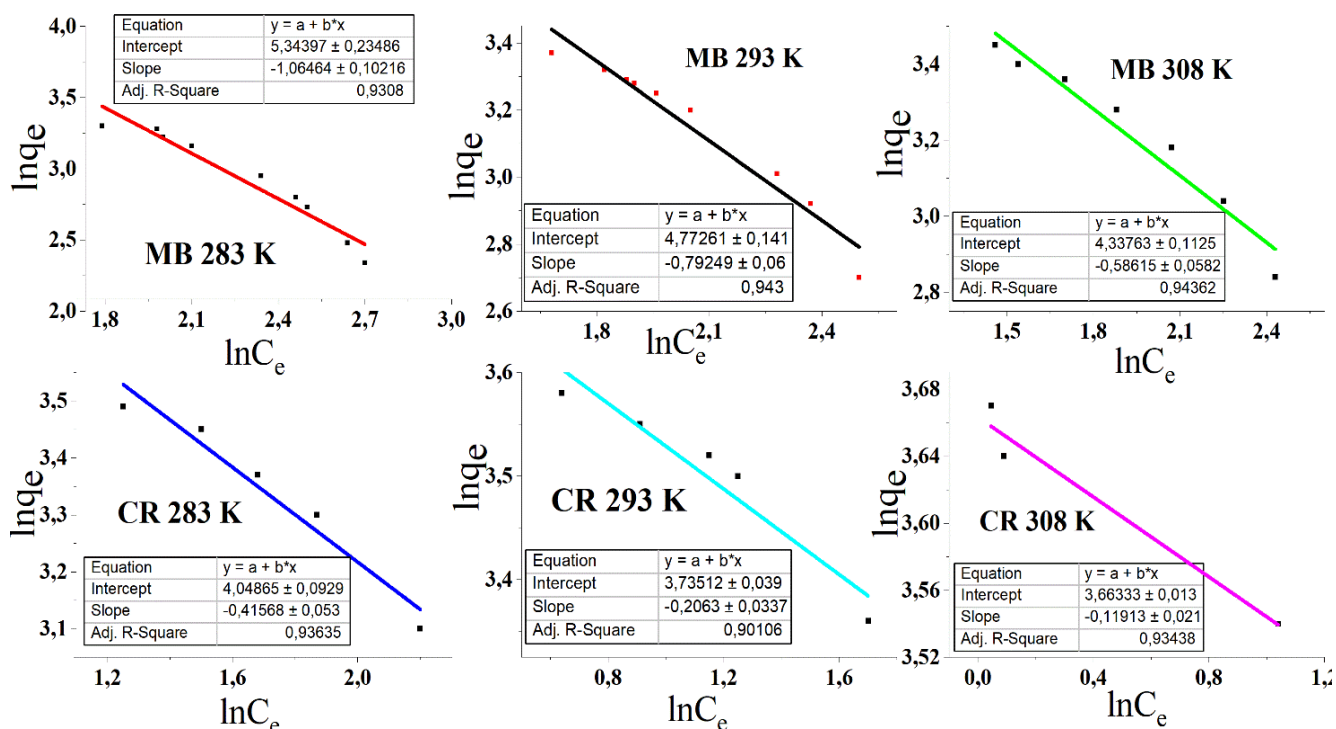 4,0
3,5
3,0
2,5
2,0
1,8 2,1 2,4 2,7 3,0
lnqe
lnCe
MB 283 K
Equation y = a + b*x
Intercept 5,34397 ± 0,23486
Slope -1,06464 ± 0,10216
Adj. R-Square 0,9308
3,4
3,2
3,0
2,8
2,6
1,8 2,1 2,4
lnqe
lnCe
MB 293 K
Equation y = a + b*x
Intercept 4,77261 ± 0,141
Slope -0,79249 ± 0,06
Adj. R-Square 0,943
3,4
3,2
3,0
2,8
1,5 1,8 2,1 2,4
lnqe
lnCe
MB 308 K
Equation y = a + b*x
Intercept 4,33763 ± 0,1125
Slope -0,58615 ± 0,0582
Adj. R-Square 0,94362
3,5
3,4
3,3
3,2
3,1
1,2 1,6 2,0
lnqe
lnCe
CR 283 K
Equation y = a + b*x
Intercept 4,04865 ± 0,0929
Slope -0,41568 ± 0,053
Adj. R-Square 0,93635
3,6
3,5
3,4
0,8 1,2 1,6
lnqe
lnCe
CR 293 K
Equation y = a + b*x
Intercept 3,73512 ± 0,039
Slope -0,2063 ± 0,0337
Adj. R-Square 0,90106
3,68
3,64
3,60
3,56
3,52
0,0 0,4 0,8 1,2
lnqe
lnCe
CR 308 K
Equation y = a + b*x
Intercept 3,66333 ± 0,013
Slope -0,11913 ± 0,021
Adj. R-Square 0,93438